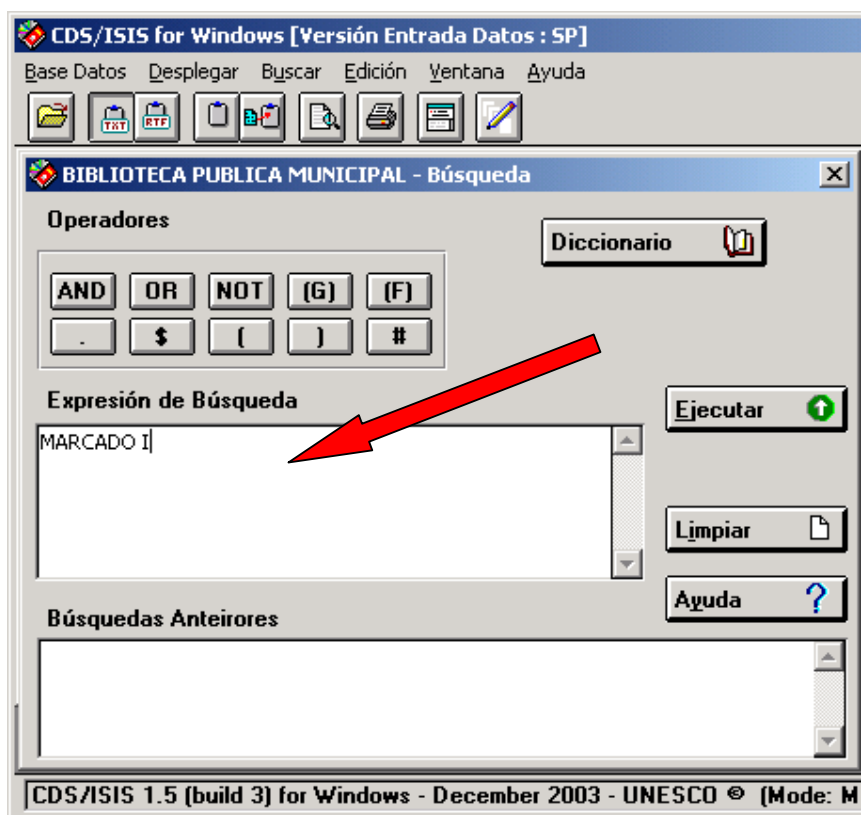 CDS/ISIS for Windows [Versión Entrada Datos : SP]
Base Datos Desplegar Buscar Edición Ventana Ayuda
TXT RTF
BIBLIOTECA PUBLICA MUNICIPAL - Búsqueda
Operadores
Diccionario
AND OR NOT (G) (F)
. $ ( ) #
Expresión de Búsqueda
Ejecutar
MARCADO I
Limpiar
Ayuda ?
Búsquedas Anteirores
CDS/ISIS 1.5 (build 3) for Windows - December 2003 - UNESCO © (Mode: M